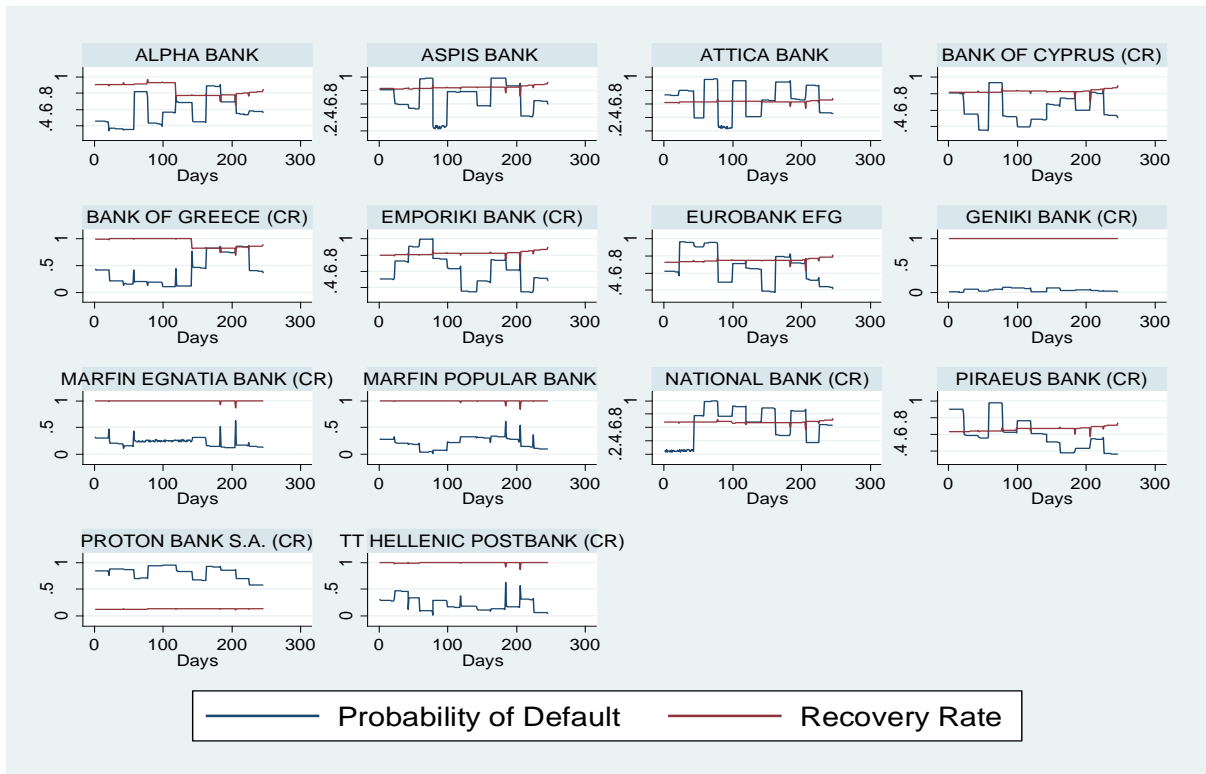 ALPHA BANK
.4 .6 .8 1
0 100 200 300
Days
ASPIS BANK
.2 .4 .6 .8 1
0 100 200 300
Days
ATTICA BANK
.2 .4 .6 .8 1
0 100 200 300
Days
BANK OF CYPRUS (CR)
.4 .6 .8 1
0 100 200 300
Days
BANK OF GREECE (CR)
0 .5 1
0 100 200 300
Days
EMPORIKI BANK (CR)
.4 .6 .8 1
0 100 200 300
Days
EUROBANK EFG
.4 .6 .8 1
0 100 200 300
Days
GENIKI BANK (CR)
0 .5 1
0 100 200 300
Days
MARFIN EGNATIA BANK (CR)
0 .5 1
0 100 200 300
Days
MARFIN POPULAR BANK
0 .5 1
0 100 200 300
Days
NATIONAL BANK (CR)
.2 .4 .6 .8 1
0 100 200 300
Days
PIRAEUS BANK (CR)
.4 .6 .8 1
0 100 200 300
Days
PROTON BANK S.A. (CR)
0 .5 1
0 100 200 300
Days
TT HELLENIC POSTBANK (CR)
0 .5 1
0 100 200 300
Days
Probability of Default
Recovery Rate